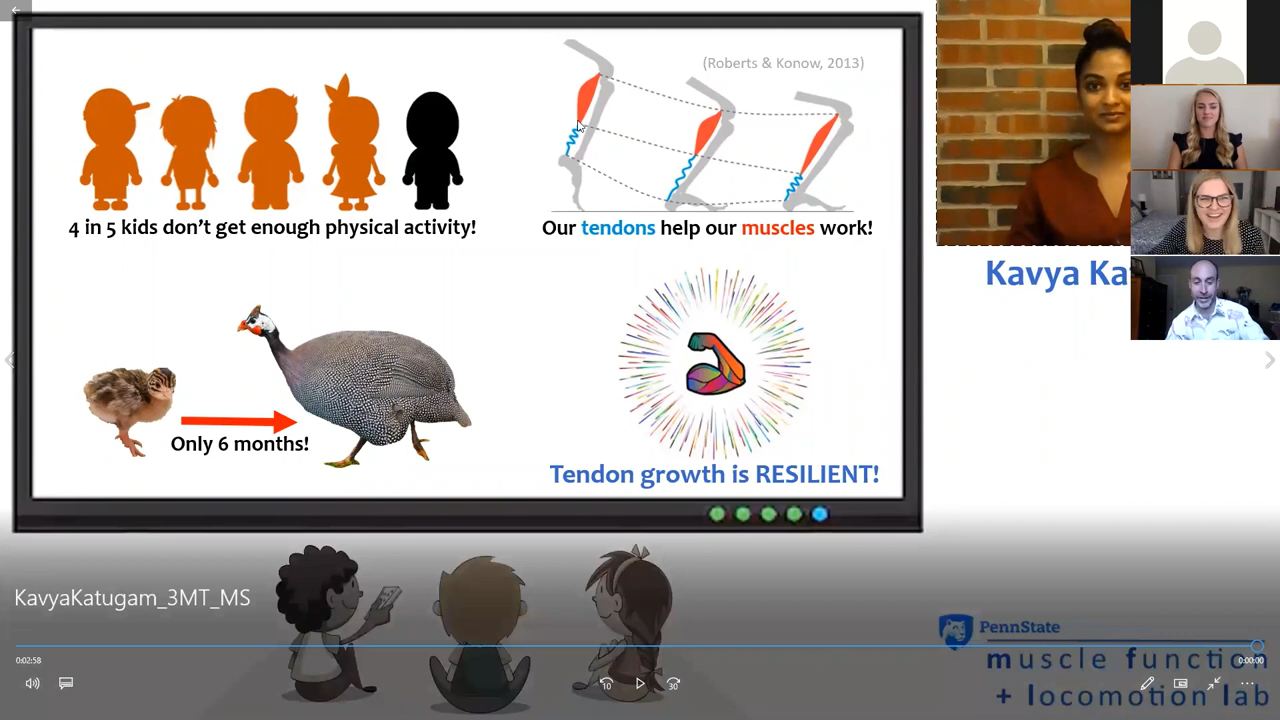 (Roberts & Konow, 2013)
4 in 5 kids don't get enough physical activity!
Our tendons help our muscles work!
Only 6 months!
Tendon growth is RESILIENT!
Kavya Ka
KavyaKatugam_3MT_MS
PennState
muscle function
+ locomotion lab
0:02:58
0:00:00
10
30